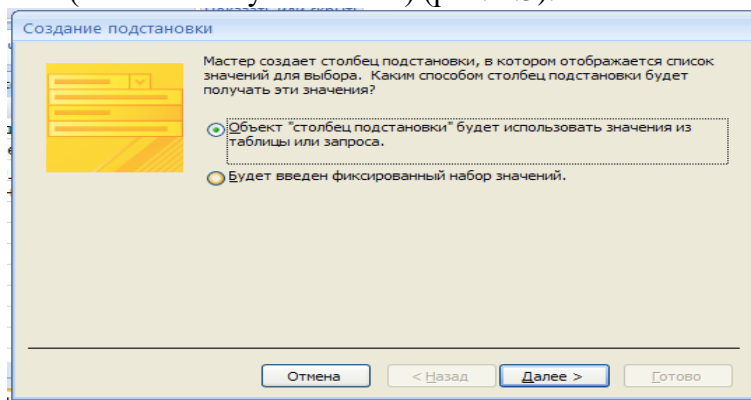 Создание подстановки
Мастер создает столбец подстановки, в котором отображается список
значений для выбора. Каким способом столбец подстановки будет
получать эти значения?
Объект "столбец подстановки" будет использовать значения из
таблицы или запроса.
Будет введен фиксированный набор значений.
Отмена
< Назад
Далее >
Готово